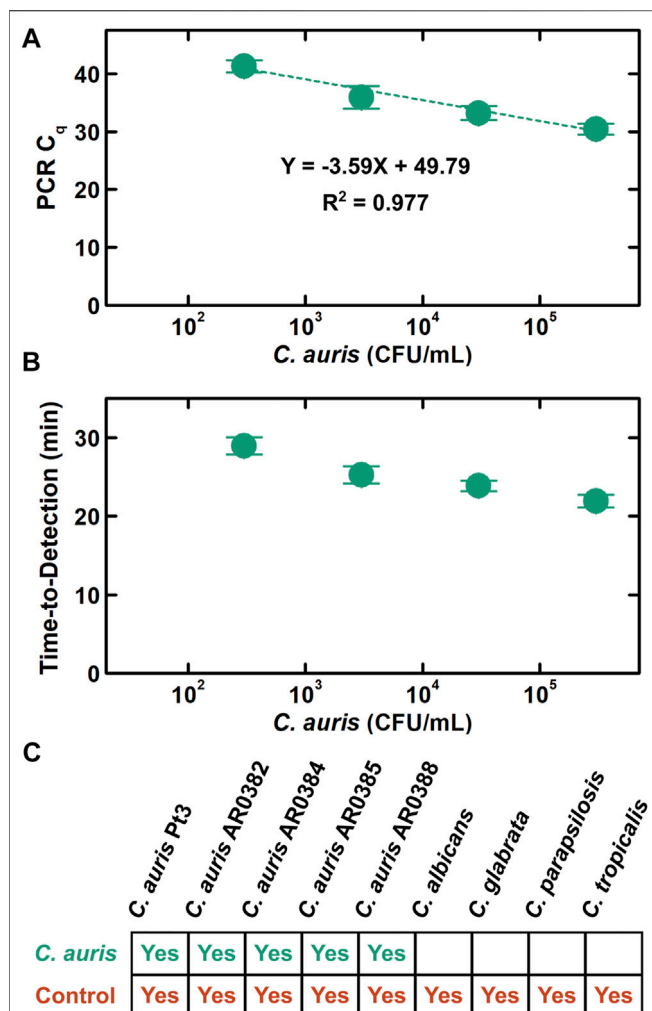 A
PCR Cq
40
30
20
10
0
Y = -3.59X + 49.79
R² = 0.977
10² 10³ 10⁴ 10⁵
C. auris (CFU/mL)
B
Time-to-Detection (min)
30
20
10
0
10² 10³ 10⁴ 10⁵
C. auris (CFU/mL)
C
C. auris Pt3
C. auris AR0382
C. auris AR0384
C. auris AR0385
C. auris AR0388
C. albicans
C. glabrata
C. parapsilosis
C. tropicalis
C. auris Yes Yes Yes Yes Yes
Control Yes Yes Yes Yes Yes Yes Yes Yes Yes